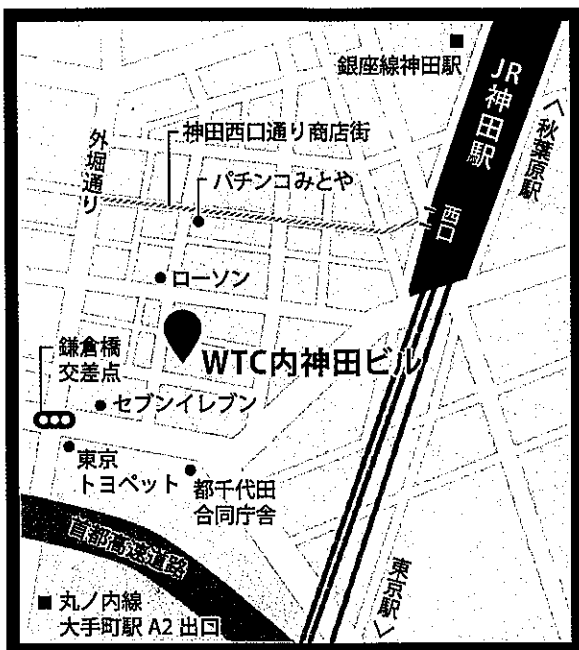 銀座線神田駅
JR神田駅
秋葉原駅
神田西口通り商店街
外堀通り
パチンコみとや
西口
ローソン
WTC内神田ビル
鎌倉橋
交差点
セブンイレブン
東京
トヨペット
都千代田
合同庁舎
首都高速道路
東京駅
丸ノ内線
大手町駅 A2 出口